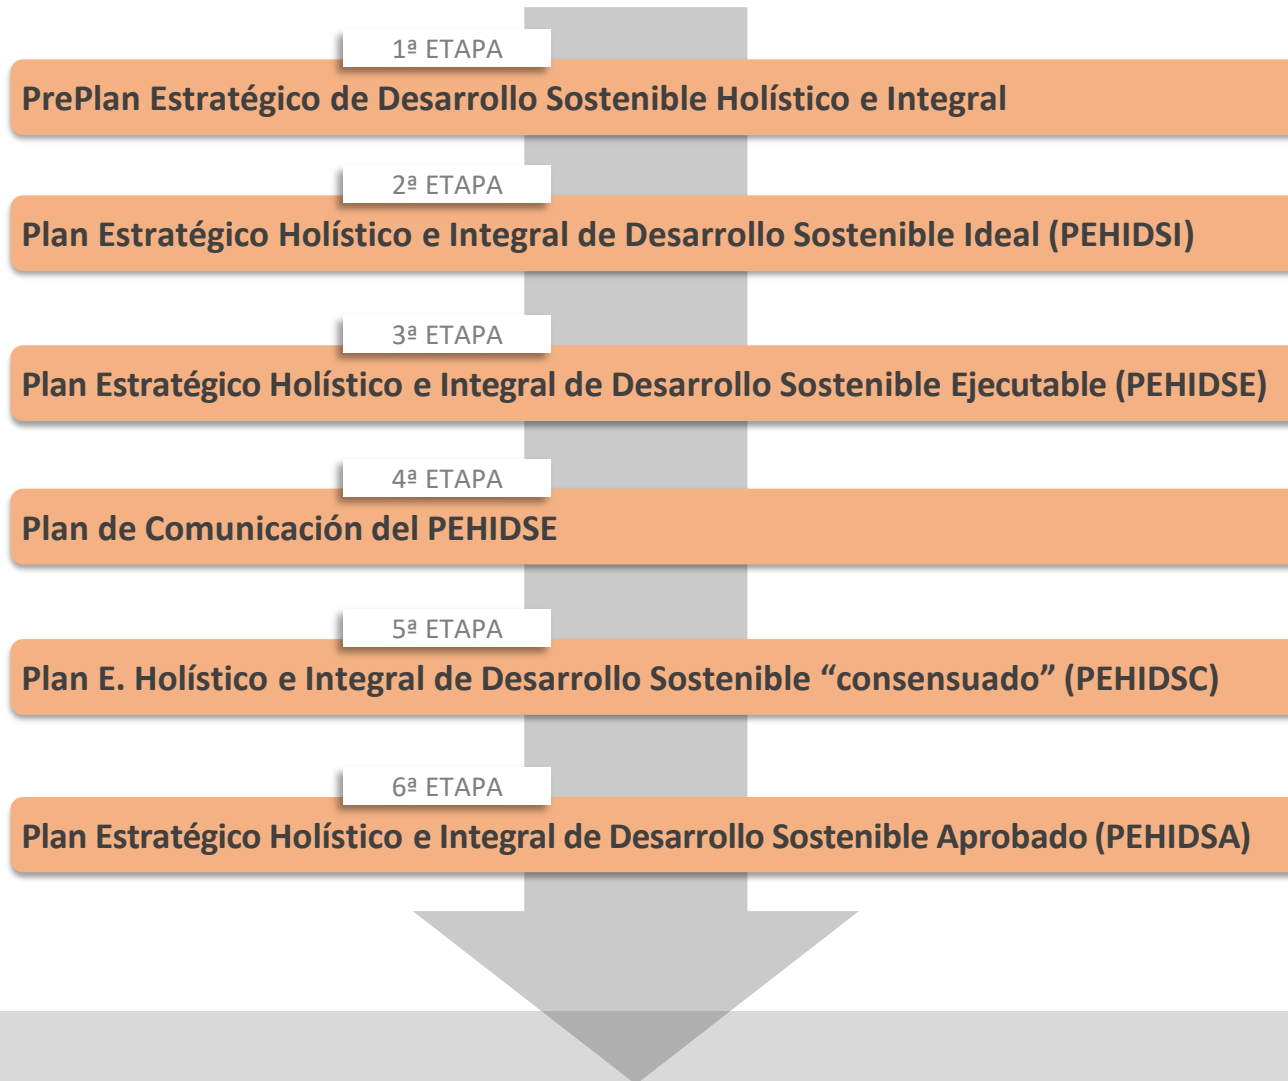 1ª ETAPA
PrePlan Estratégico de Desarrollo Sostenible Holístico e Integral
2ª ETAPA
Plan Estratégico Holístico e Integral de Desarrollo Sostenible Ideal (PEHIDSI)
3ª ETAPA
Plan Estratégico Holístico e Integral de Desarrollo Sostenible Ejecutable (PEHIDSE)
4ª ETAPA
Plan de Comunicación del PEHIDSE
5ª ETAPA
Plan E. Holístico e Integral de Desarrollo Sostenible “consensuado” (PEHIDSC)
6ª ETAPA
Plan Estratégico Holístico e Integral de Desarrollo Sostenible Aprobado (PEHIDSA)